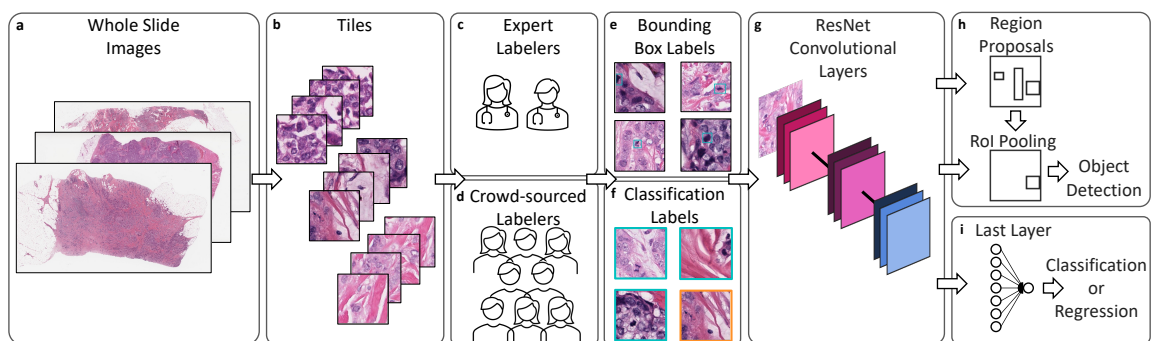 a
Whole Slide
Images
b
Tiles
c
Expert
Labelers
d
Crowd-sourced
Labelers
e
Bounding
Box Labels
f
Classification
Labels
g
ResNet
Convolutional
Layers
h
Region
Proposals
RoI Pooling
Object
Detection
i
Last Layer
Classification
or
Regression